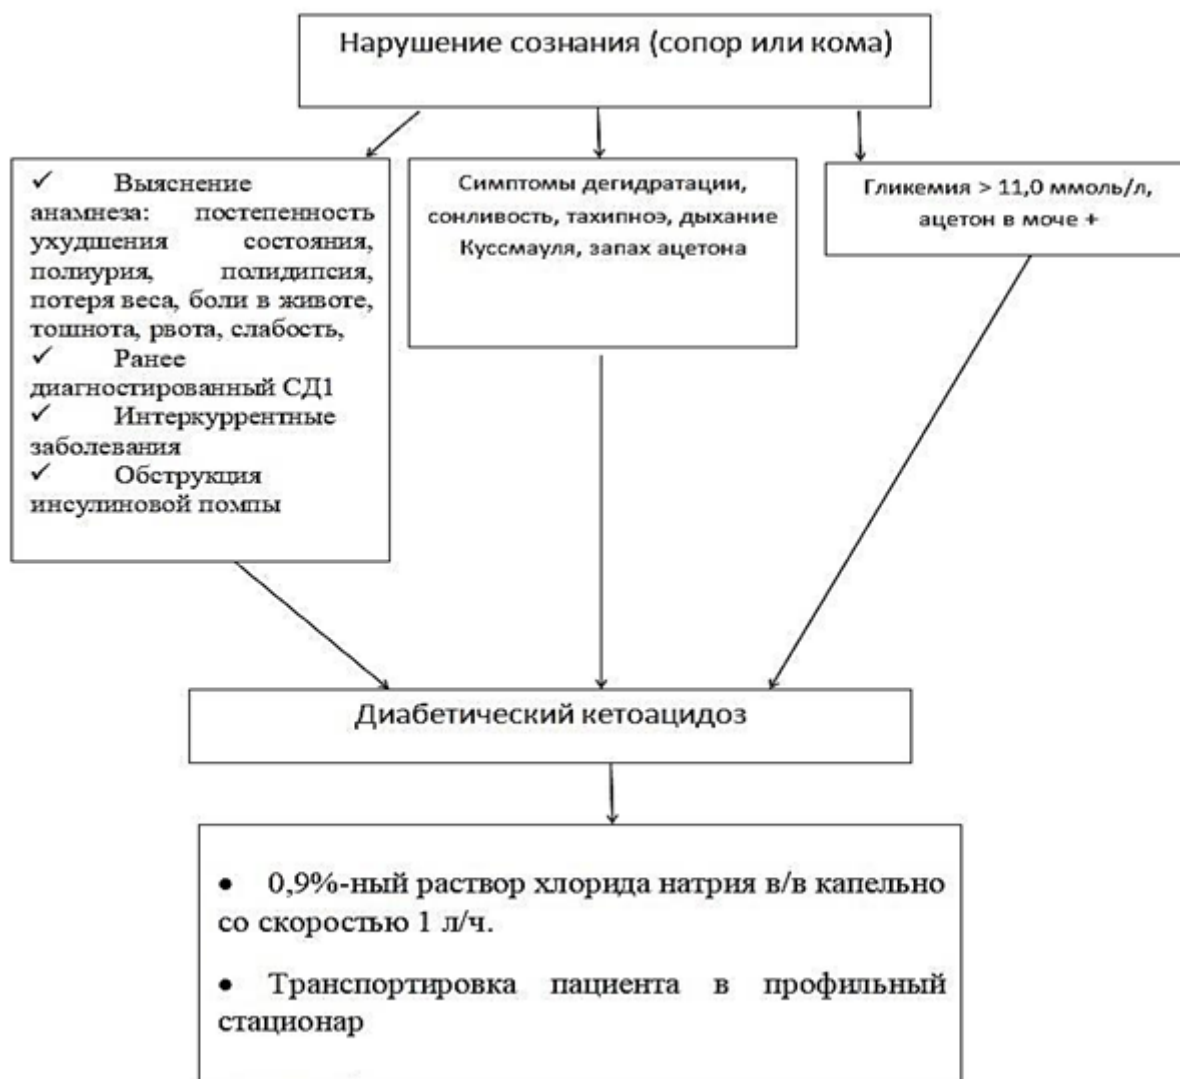 Нарушение сознания (сопор или кома)
✓ Выяснение
анамнеза: постепенность
ухудшения состояния,
полиурия, полидипсия,
потеря веса, боли в животе,
тошнота, рвота, слабость,
✓ Ранее
диагностированный СД1
✓ Интеркуррентные
заболевания
✓ Обструкция
инсулиновой помпы
Симптомы дегидратации,
сонливость, тахипноэ, дыхание
Куссмауля, запах ацетона
Гликемия > 11,0 ммоль/л,
ацетон в моче +
Диабетический кетоацидоз
• 0,9%-ный раствор хлорида натрия в/в капельно
со скоростью 1 л/ч.
• Транспортировка пациента в профильный
стационар